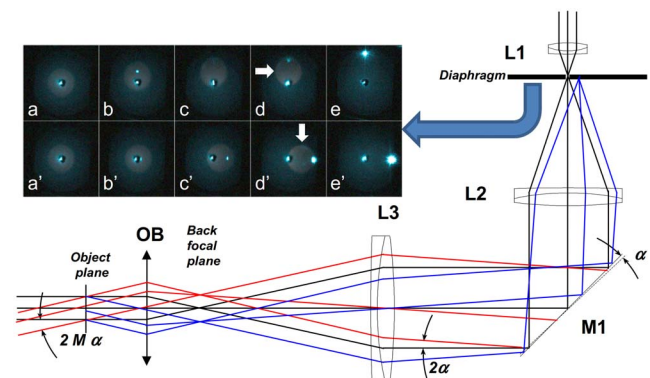 L1
Diaphragm
a
b
c
d
e
a'
b'
c'
d'
e'
L2
L3
OB
Back
focal
plane
Object
plane
α
M1
2 M α
2α